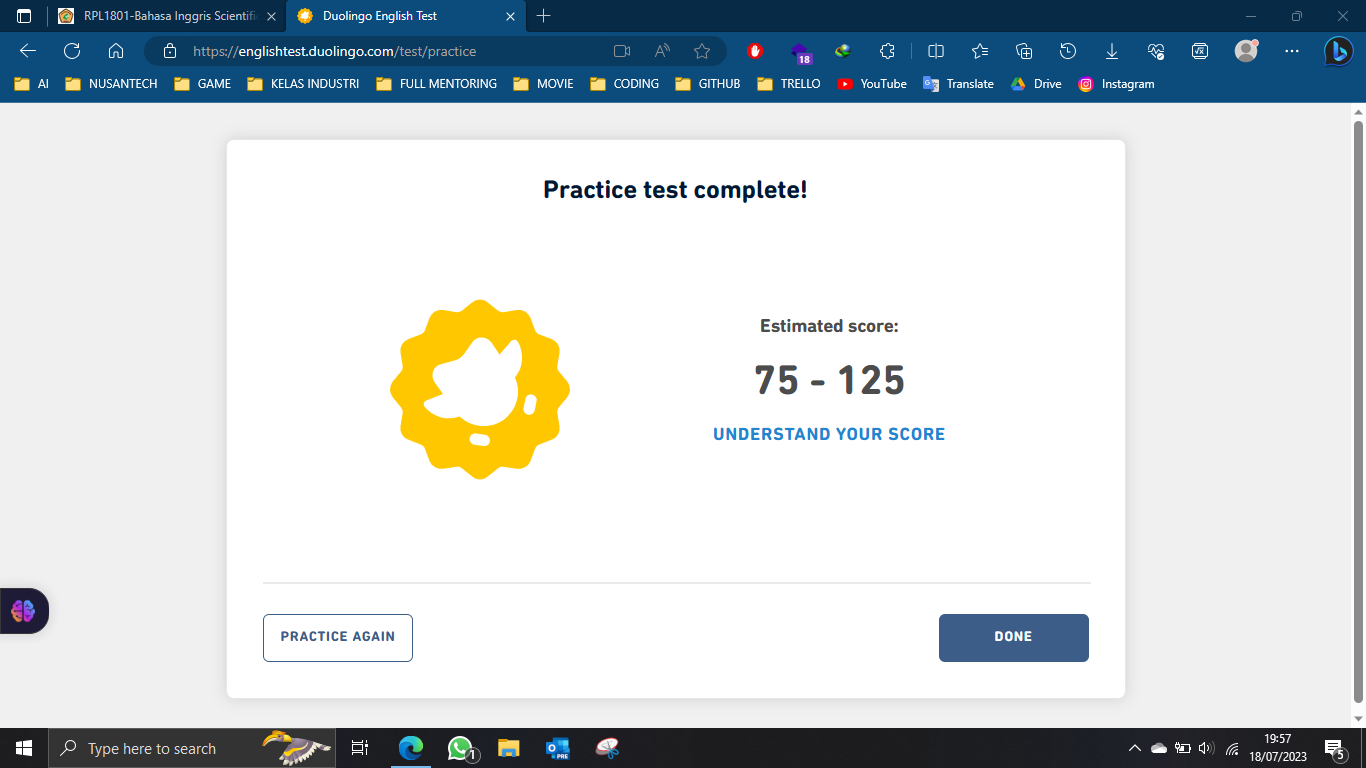 RPL1801-Bahasa Inggris Scientific
Duolingo English Test
https://englishtest.duolingo.com/test/practice
18
AI
NUSANTECH
GAME
KELAS INDUSTRI
FULL MENTORING
MOVIE
CODING
GITHUB
TRELLO
YouTube
Translate
Drive
Instagram
Practice test complete!
Estimated score:
75 - 125
UNDERSTAND YOUR SCORE
PRACTICE AGAIN
DONE
Type here to search
1
PRE
19:57
18/07/2023
5